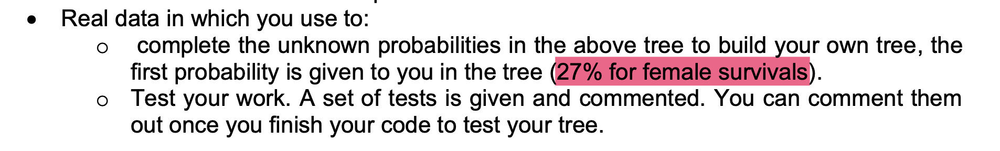 • Real data in which you use to:
o complete the unknown probabilities in the above tree to build your own tree, the
first probability is given to you in the tree (27% for female survivals).
o Test your work. A set of tests is given and commented. You can comment them
out once you finish your code to test your tree.